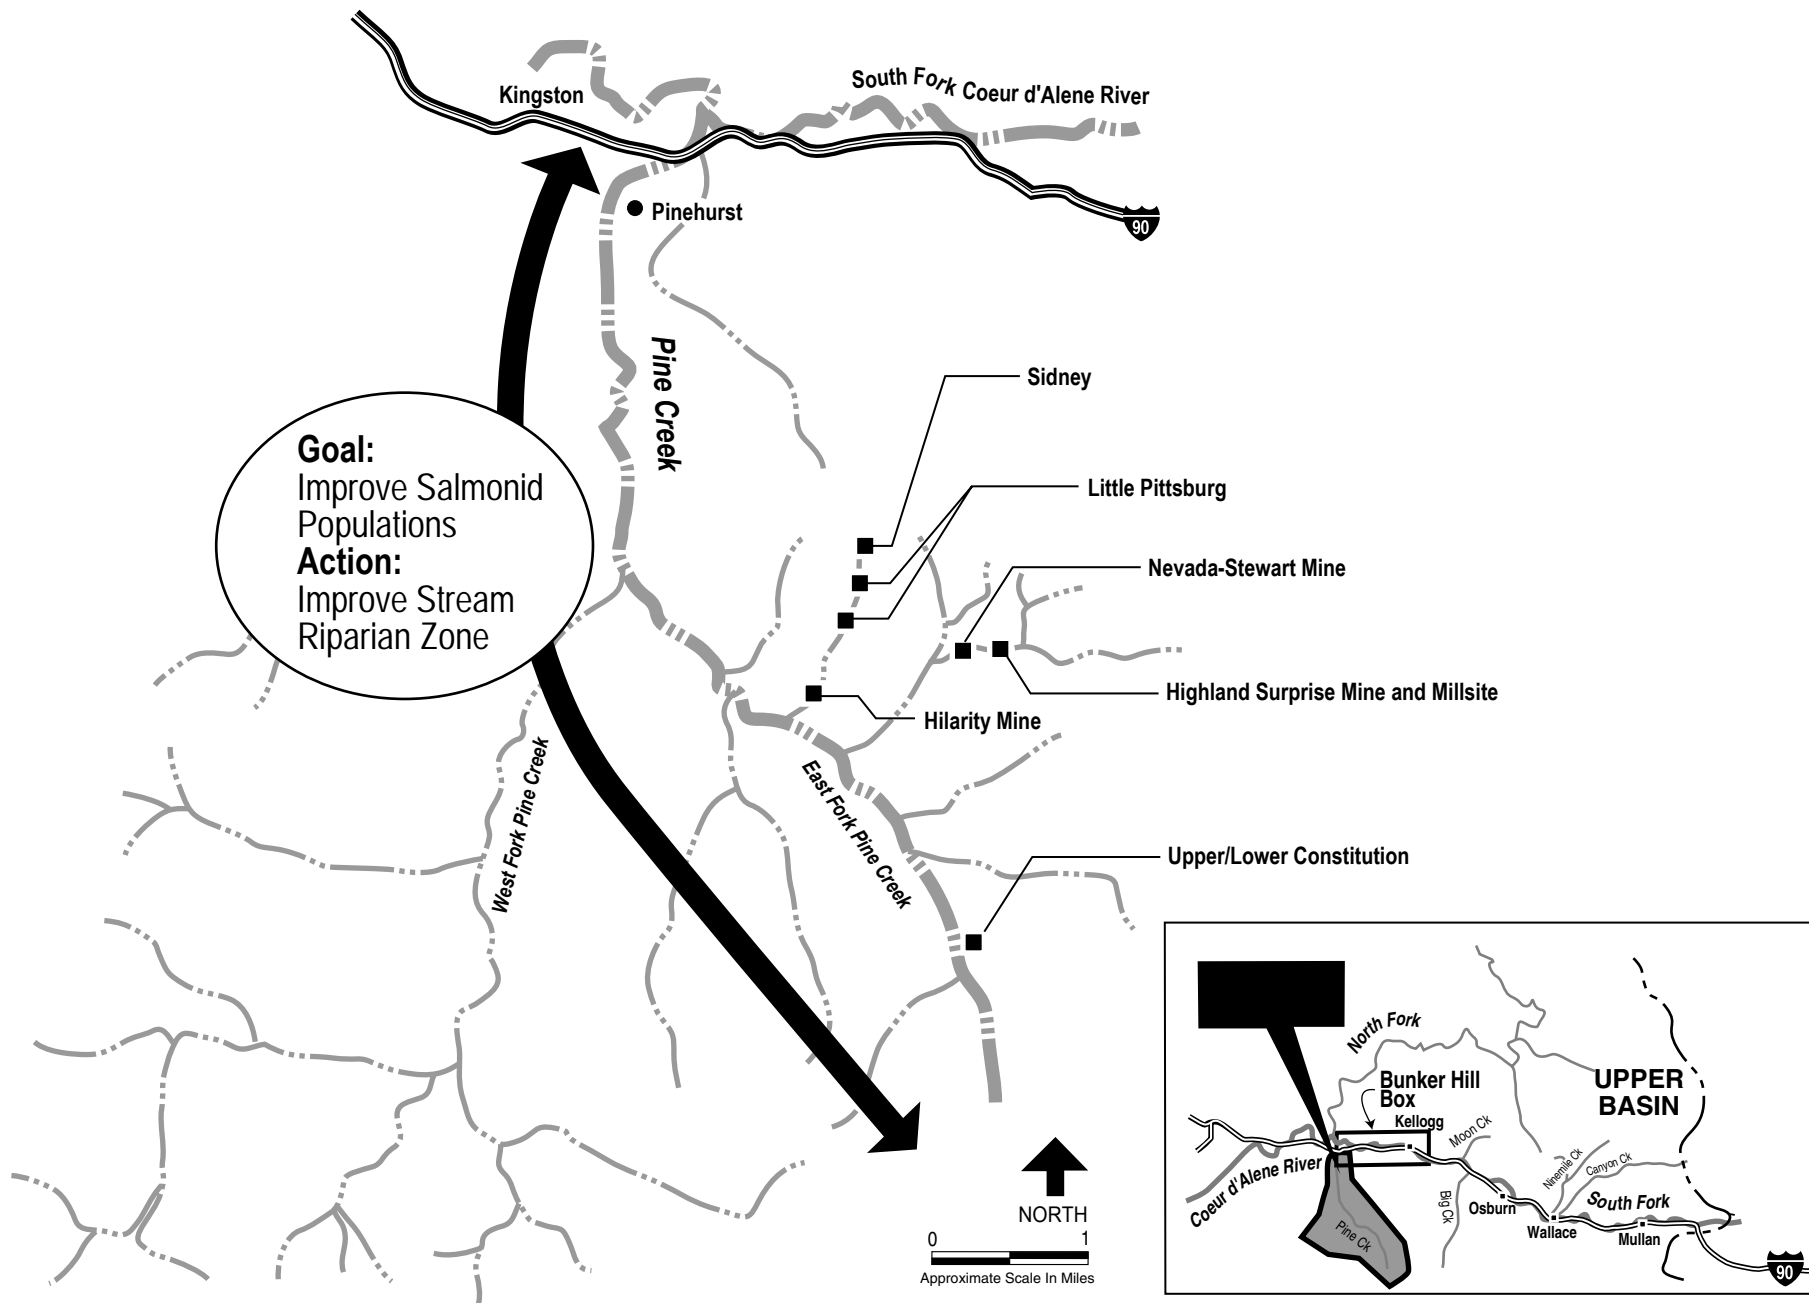 Kingston
South Fork Coeur d'Alene River
90
Pinehurst
Pine Creek
Sidney
Goal:
Improve Salmonid
Populations
Action:
Improve Stream
Riparian Zone
Little Pittsburg
Nevada-Stewart Mine
Highland Surprise Mine and Millsite
Hilarity Mine
West Fork Pine Creek
East Fork Pine Creek
Upper/Lower Constitution
NORTH
0 1
Approximate Scale In Miles
North Fork
UPPER
BASIN
Bunker Hill
Box
Kellogg
Moon Ck
Ninemile Ck
Canyon Ck
Coeur d'Alene River
Big Ck
Osburn
South Fork
Pine Ck
Wallace
Mullan
90